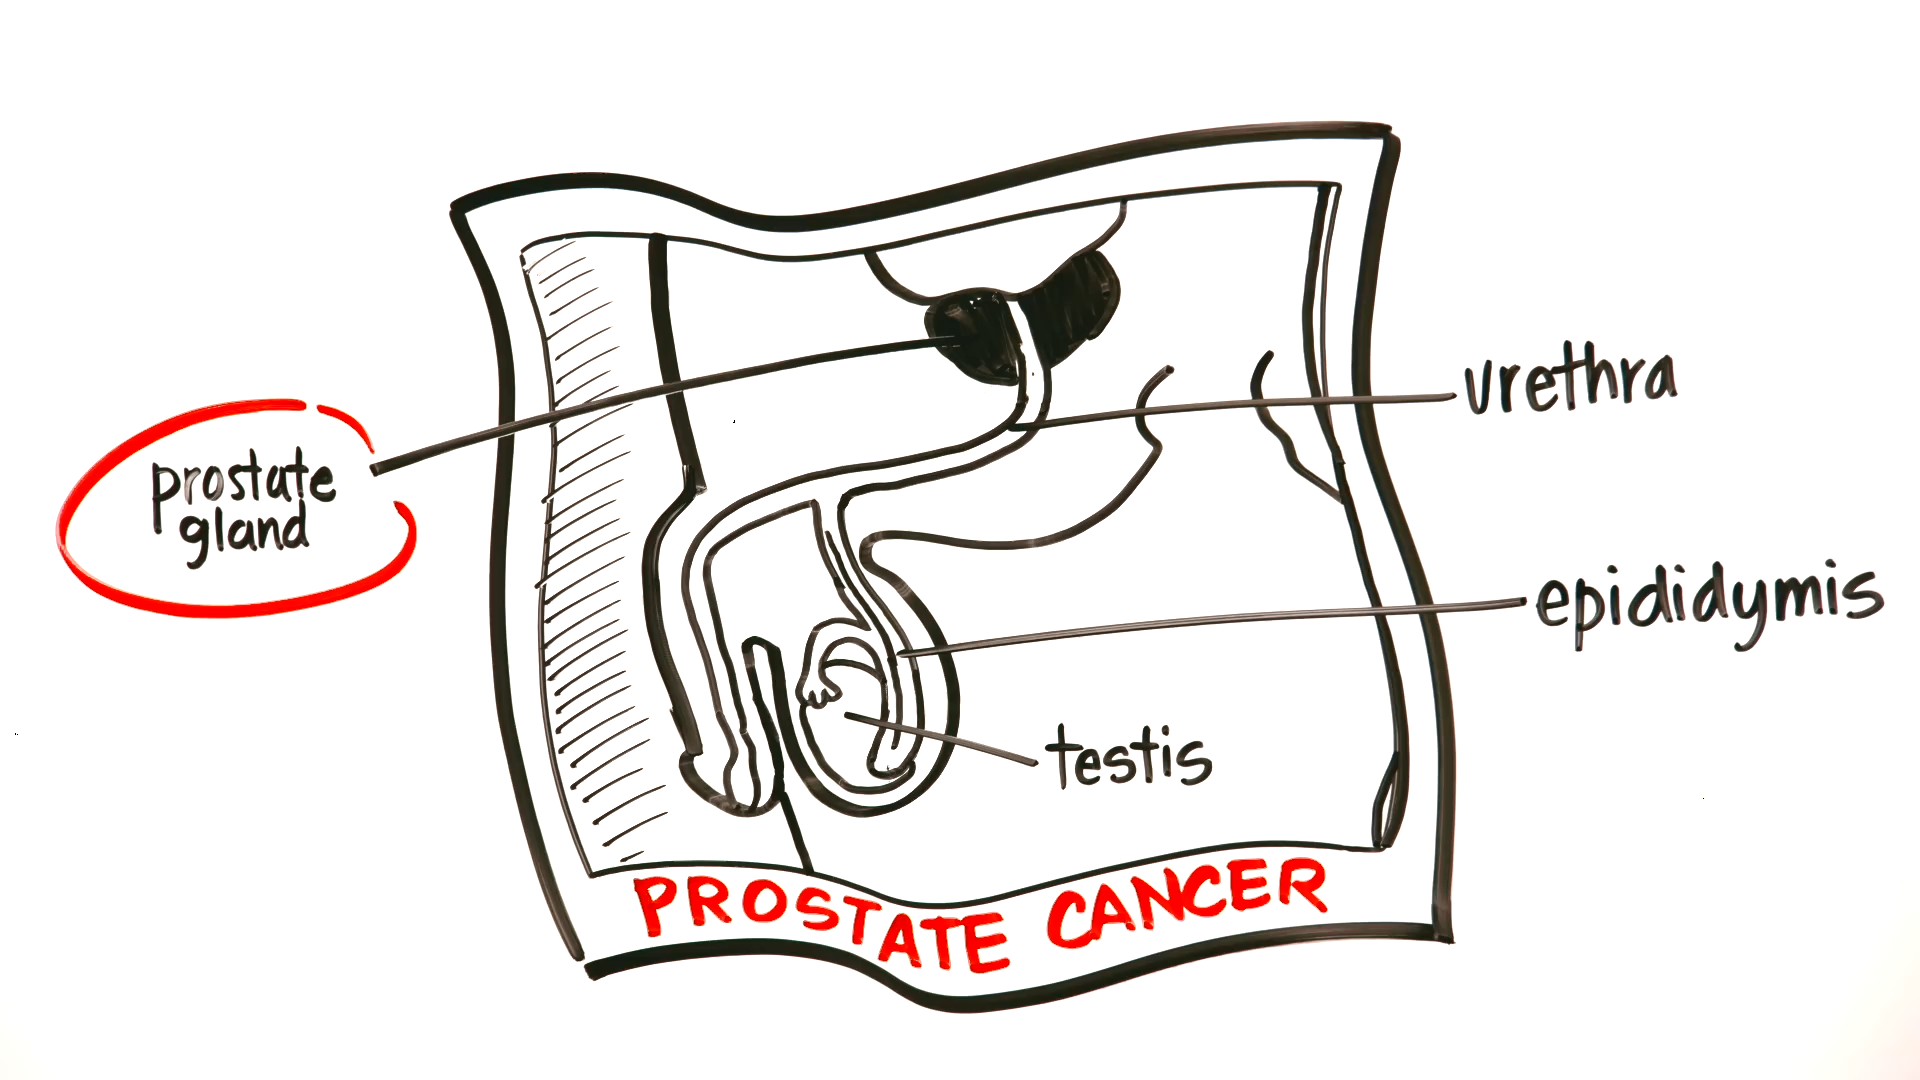 prostate
gland
urethra
epididymis
testis
PROSTATE CANCER